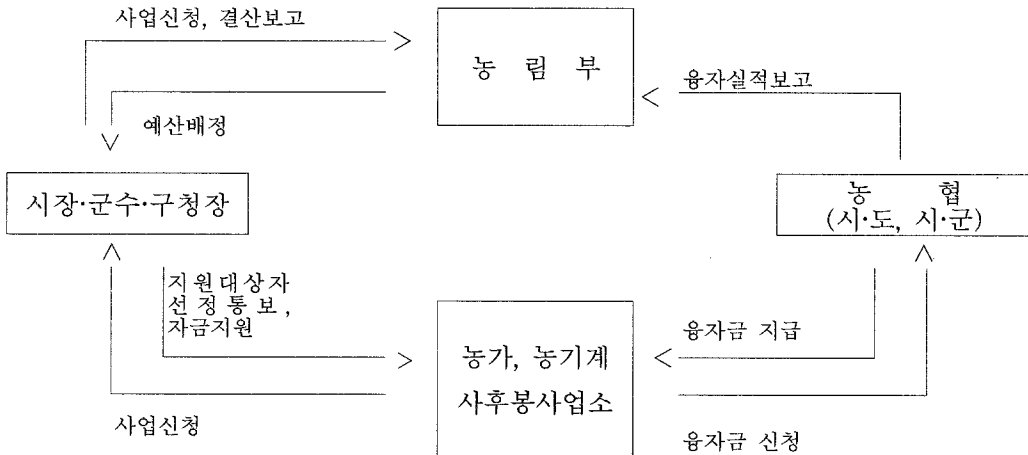 사업신청, 결산보고
농 림 부
융자실적보고
예산배정
시장·군수·구청장
농 협
(시·도, 시·군)
지원대상자
선정통보,
자금지원
융자금 지급
농가, 농기계
사후봉사업소
사업신청
융자금 신청